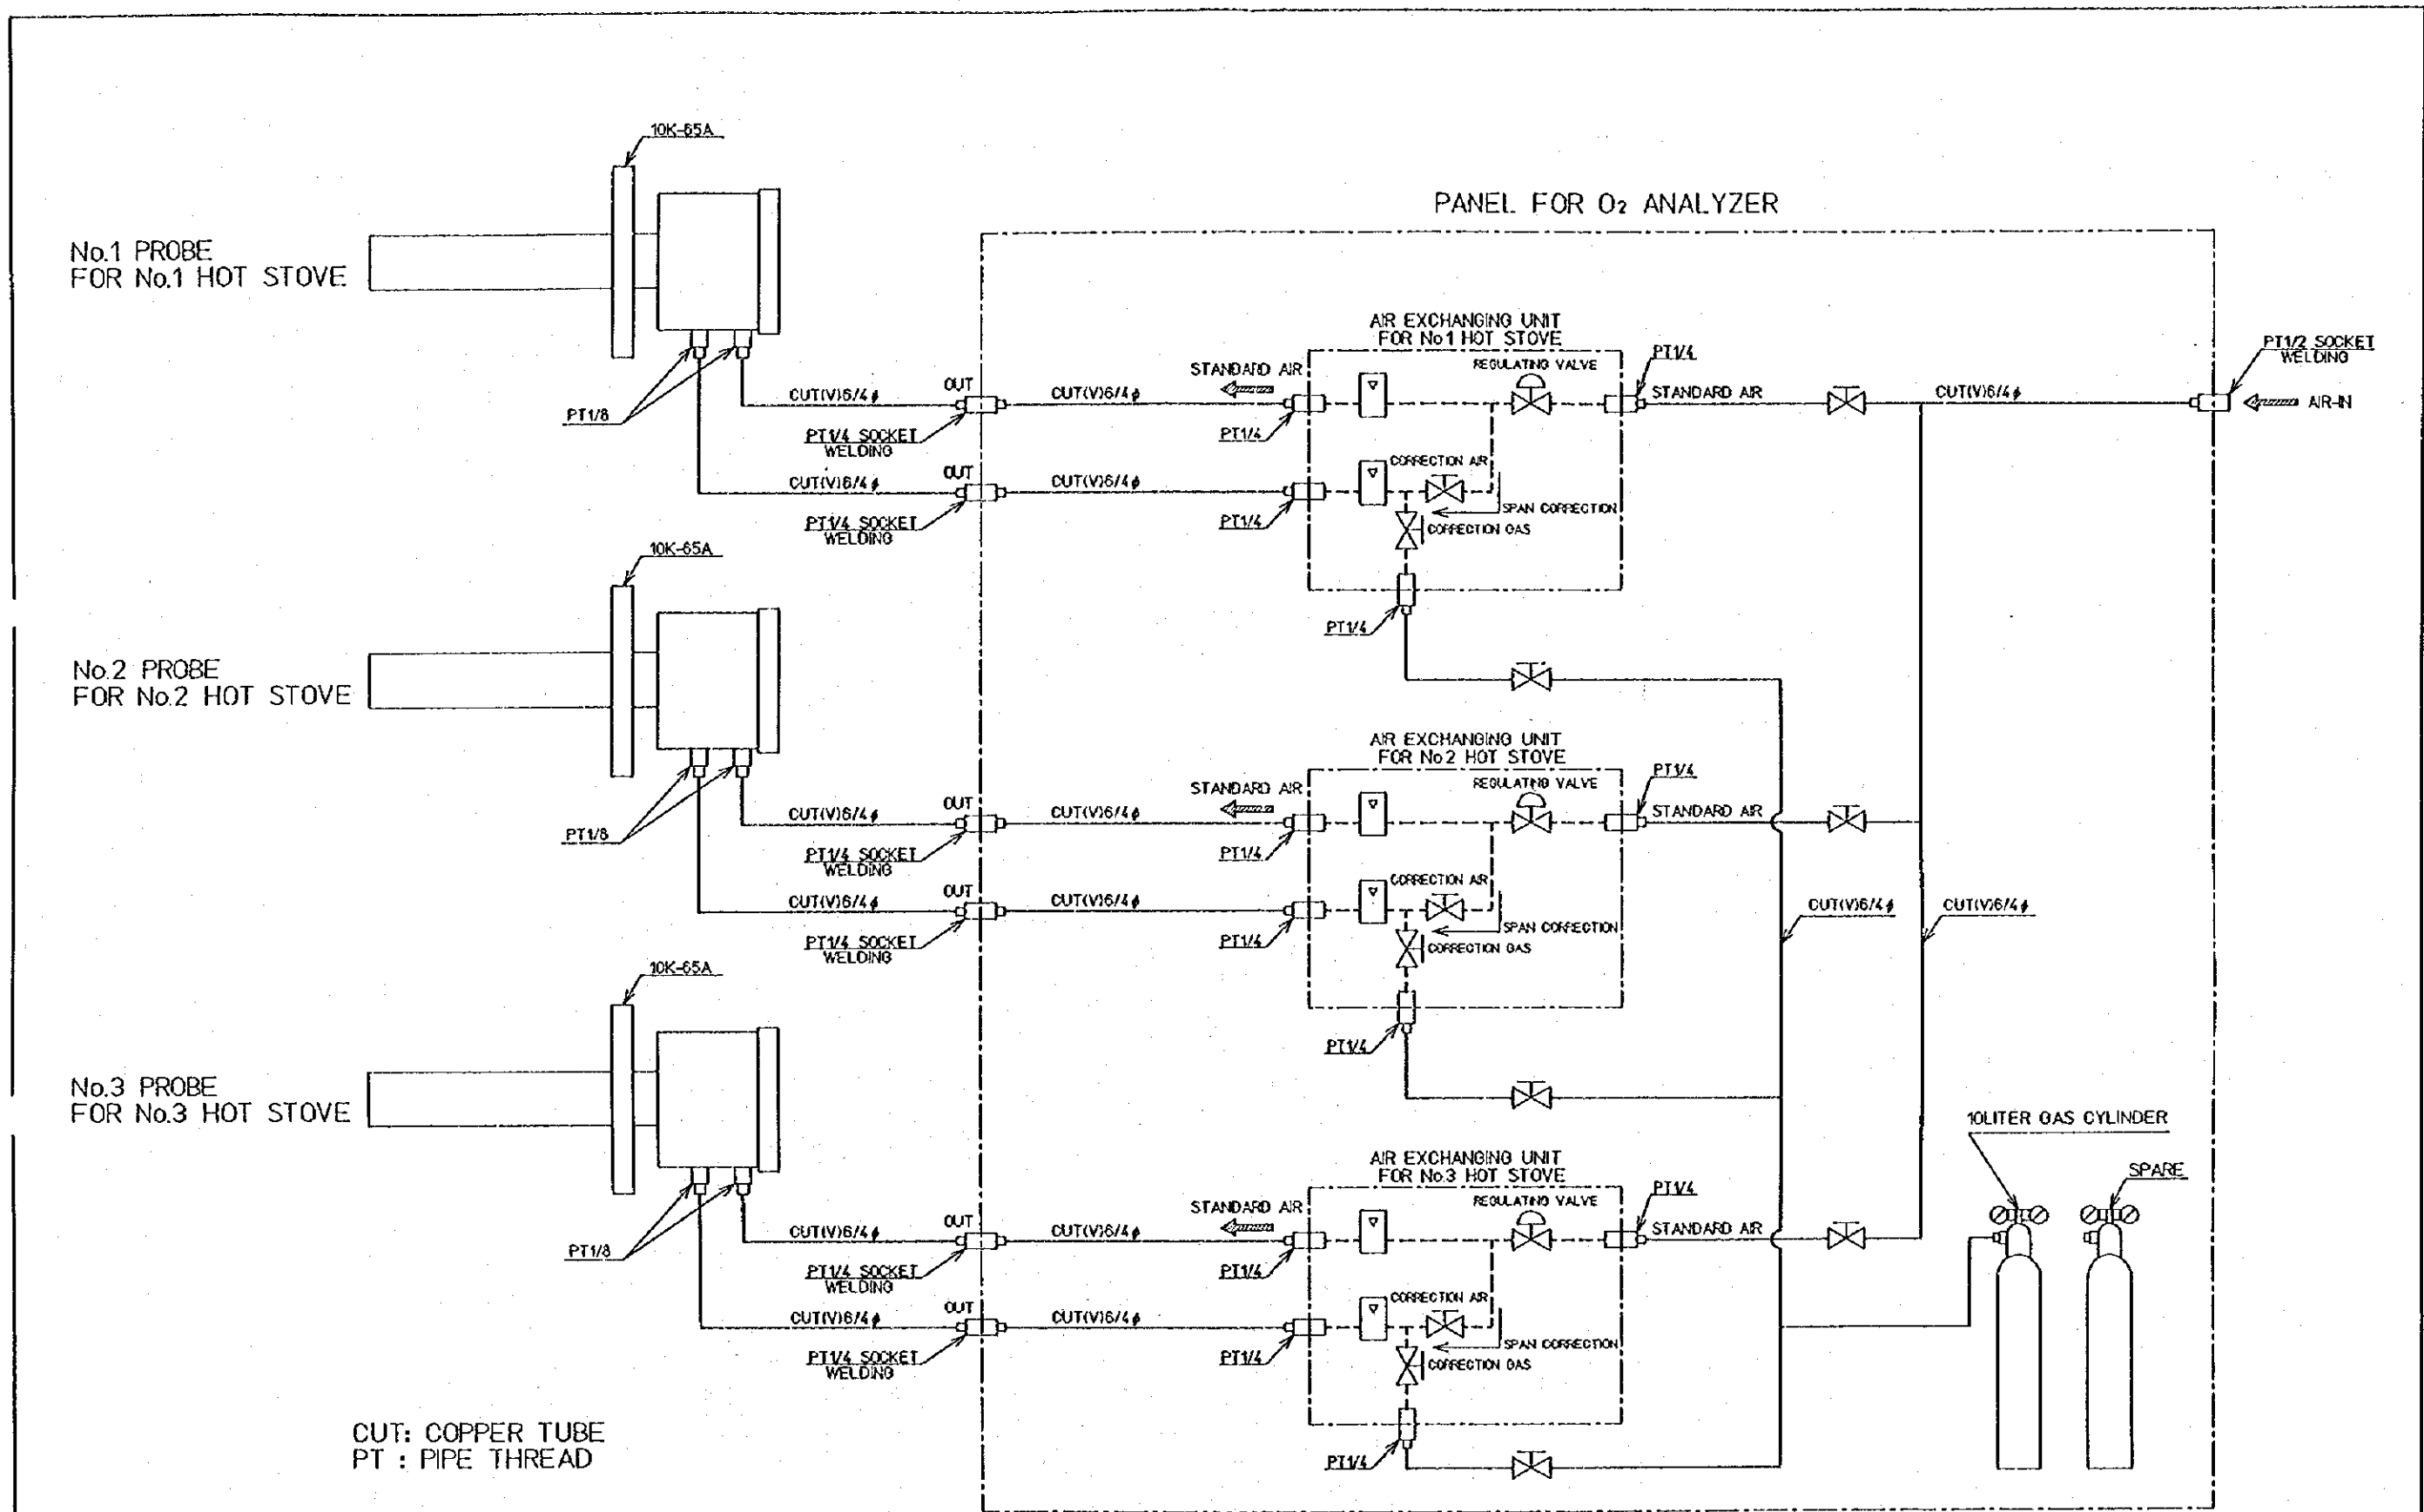 PANEL FOR O₂ ANALYZER
10K-65A
No.1 PROBE
FOR No.1 HOT STOVE
PT1/8
CUT(V)6/4φ
OUT
PT1/4 SOCKET
WELDING
CUT(V)6/4φ
OUT
PT1/4 SOCKET
WELDING
CUT(V)6/4φ
CUT(V)6/4φ
STANDARD AIR
PT1/4
PT1/4
AIR EXCHANGING UNIT
FOR No.1 HOT STOVE
REGULATING VALVE
CORRECTION AIR
SPAN CORRECTION
CORRECTION GAS
PT1/4
PT1/4
STANDARD AIR
CUT(V)6/4φ
PT1/2 SOCKET
WELDING
AIR-IN
10K-65A
No.2 PROBE
FOR No.2 HOT STOVE
PT1/8
CUT(V)6/4φ
OUT
PT1/4 SOCKET
WELDING
CUT(V)6/4φ
OUT
PT1/4 SOCKET
WELDING
CUT(V)6/4φ
CUT(V)6/4φ
STANDARD AIR
PT1/4
PT1/4
AIR EXCHANGING UNIT
FOR No.2 HOT STOVE
REGULATING VALVE
CORRECTION AIR
SPAN CORRECTION
CORRECTION GAS
PT1/4
PT1/4
STANDARD AIR
CUT(V)6/4φ
CUT(V)6/4φ
10K-65A
No.3 PROBE
FOR No.3 HOT STOVE
PT1/8
CUT(V)6/4φ
OUT
PT1/4 SOCKET
WELDING
CUT(V)6/4φ
OUT
PT1/4 SOCKET
WELDING
CUT(V)6/4φ
CUT(V)6/4φ
STANDARD AIR
PT1/4
PT1/4
AIR EXCHANGING UNIT
FOR No.3 HOT STOVE
REGULATING VALVE
CORRECTION AIR
SPAN CORRECTION
CORRECTION GAS
PT1/4
PT1/4
STANDARD AIR
10LITER GAS CYLINDER
SPARE
CUT: COPPER TUBE
PT : PIPE THREAD